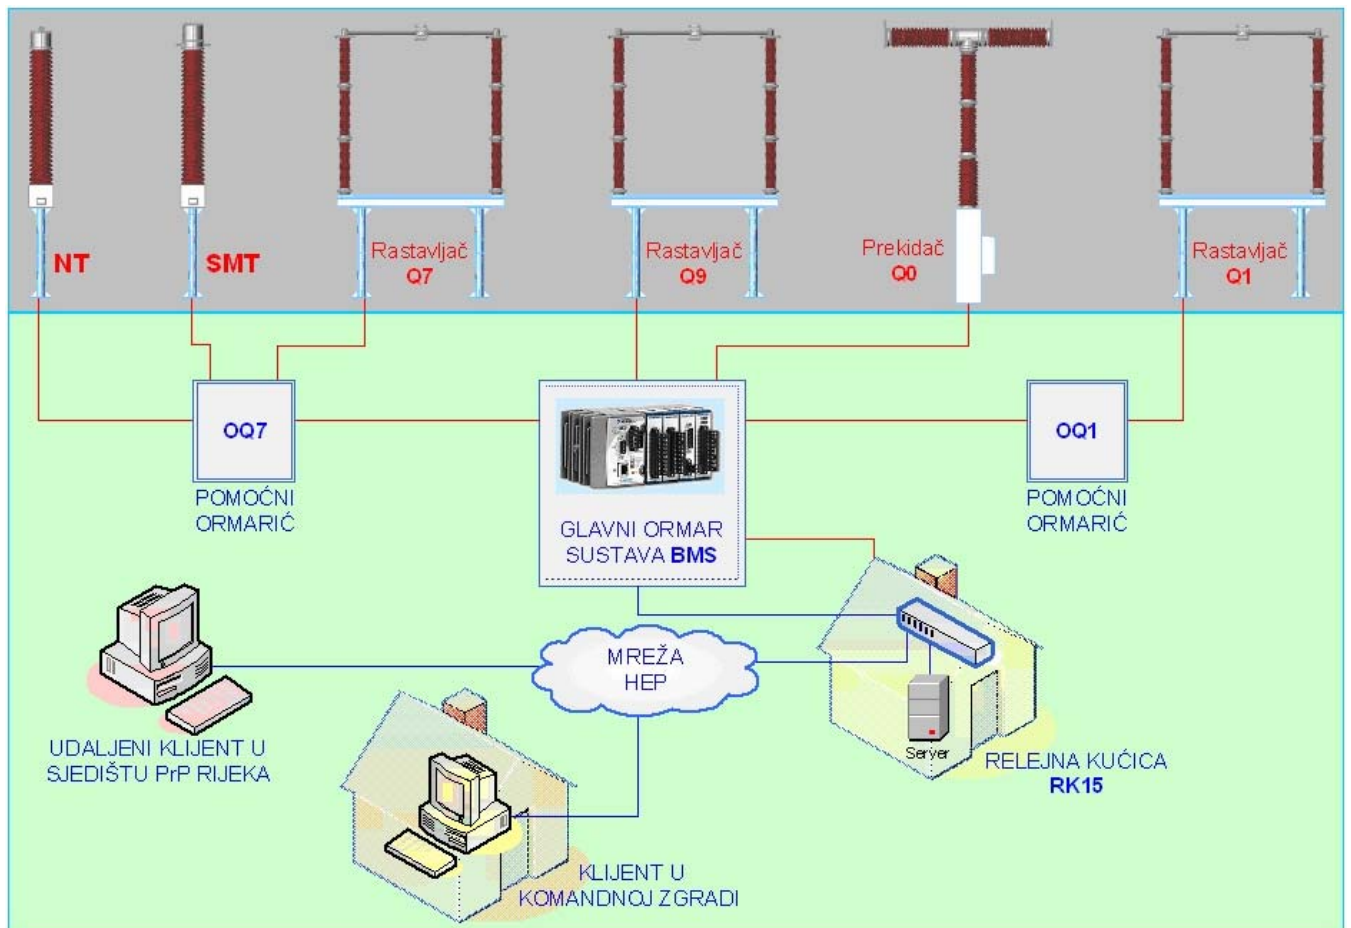 NT
SMT
Rastavljač
Q7
Rastavljač
Q9
Prekidač
Q0
Rastavljač
Q1
OQ7
POMOĆNI
ORMARIĆ
GLAVNI ORMAR
SUSTAVA BMS
OQ1
POMOĆNI
ORMARIĆ
MREŽA
HEP
UDALJENI KLIJENT U
SJEDIŠTU PrP RIJEKA
Server
RELEJNA KUĆICA
RK15
KLIJENT U
KOMANDNOJ ZGRADI